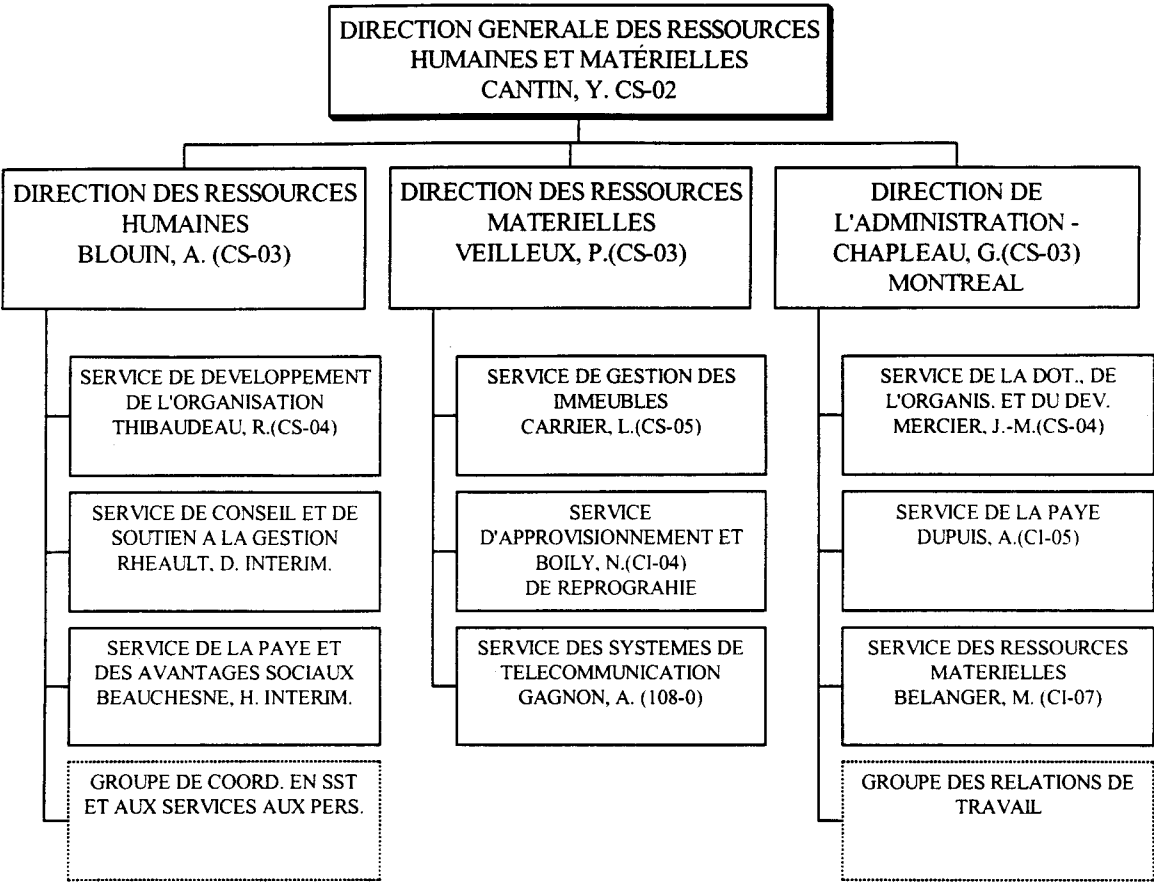 DIRECTION GENERALE DES RESSOURCES
HUMAINES ET MATÉRIELLES
CANTIN, Y. CS-02
DIRECTION DES RESSOURCES
HUMAINES
BLOUIN, A. (CS-03)
DIRECTION DES RESSOURCES
MATERIELLES
VEILLEUX, P.(CS-03)
DIRECTION DE
L'ADMINISTRATION -
CHAPLEAU, G.(CS-03)
MONTREAL
SERVICE DE DEVELOPPEMENT
DE L'ORGANISATION
THIBAUDEAU, R.(CS-04)
SERVICE DE CONSEIL ET DE
SOUTIEN A LA GESTION
RHEAULT, D. INTERIM.
SERVICE DE LA PAYE ET
DES AVANTAGES SOCIAUX
BEAUCHESNE, H. INTERIM.
GROUPE DE COORD. EN SST
ET AUX SERVICES AUX PERS.
SERVICE DE GESTION DES
IMMEUBLES
CARRIER, L.(CS-05)
SERVICE
D'APPROVISIONNEMENT ET
BOILY, N.(CI-04)
DE REPROGRAHIE
SERVICE DES SYSTEMES DE
TELECOMMUNICATION
GAGNON, A. (108-0)
SERVICE DE LA DOT., DE
L'ORGANIS. ET DU DEV.
MERCIER, J.-M.(CS-04)
SERVICE DE LA PAYE
DUPUIS, A.(CI-05)
SERVICE DES RESSOURCES
MATERIELLES
BELANGER, M. (CI-07)
GROUPE DES RELATIONS DE
TRAVAIL